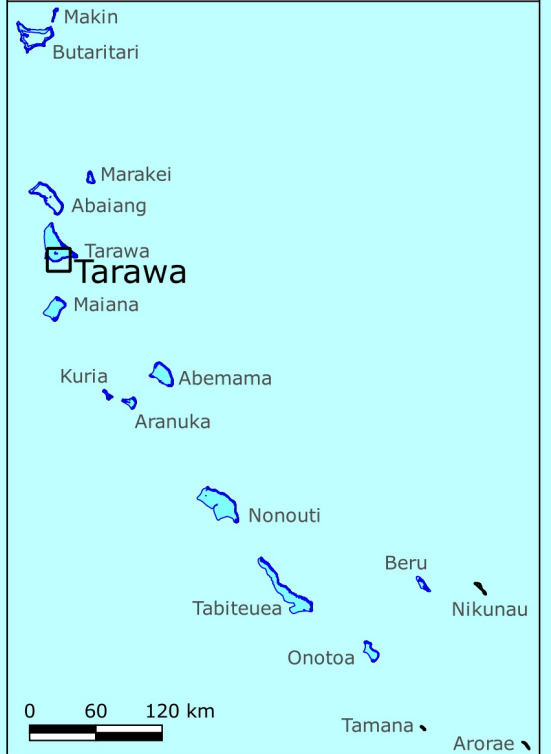 Makin
Butaritari
Marakei
Abaiang
Tarawa
Tarawa
Maiana
Kuria
Abemama
Aranuka
Nonouti
Beru
Tabiteuea
Nikunau
Onotoa
0 60 120 km
Tamana
Arorae